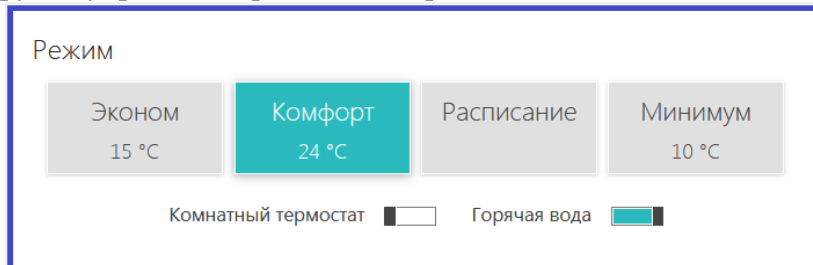 Режим
Эконом Комфорт Расписание Минимум
15 °C 24 °C 10 °C
Комнатный термостат Горячая вода